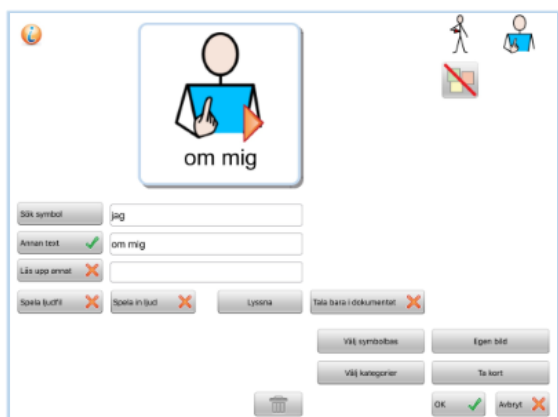 om mig
Sök symbol
jag
Annan text
om mig
Läs upp annat
Spela ljudfil
Spela in ljud
Lyssna
Tala bara i dokumentet
Välj symbolbas
Egen bild
Välj kategorier
Ta kort
OK
Avbryt